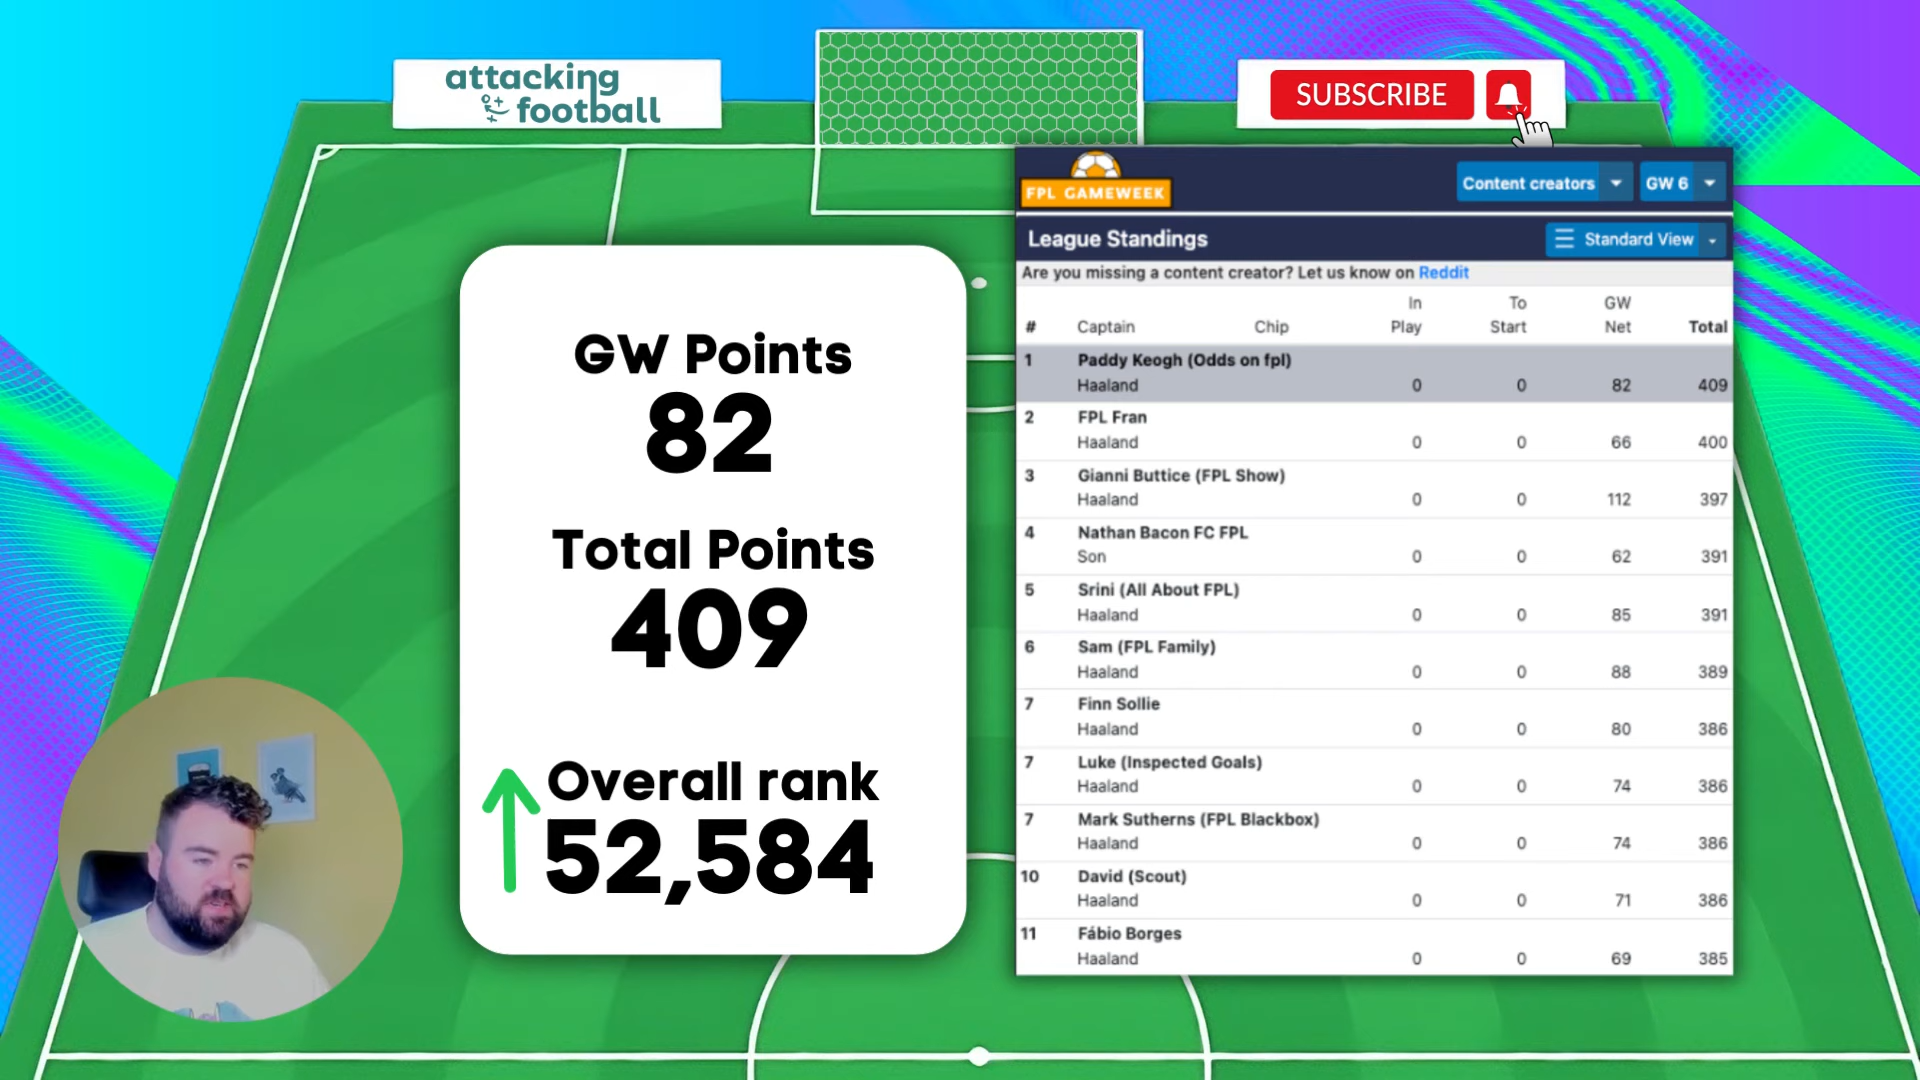 attacking
football
SUBSCRIBE
GW Points
82
Total Points
409
Overall rank
52,584
FPL GAMEWEEK
Content creators
GW 6
League Standings
Standard View
Are you missing a content creator? Let us know on Reddit
In To GW
# Captain Chip Play Start Net Total
1 Paddy Keogh (Odds on fpl)
Haaland 0 0 82 409
2 FPL Fran
Haaland 0 0 66 400
3 Gianni Buttice (FPL Show)
Haaland 0 0 112 397
4 Nathan Bacon FC FPL
Son 0 0 62 391
5 Srini (All About FPL)
Haaland 0 0 85 391
6 Sam (FPL Family)
Haaland 0 0 88 389
7 Finn Sollie
Haaland 0 0 80 386
7 Luke (Inspected Goals)
Haaland 0 0 74 386
7 Mark Sutherns (FPL Blackbox)
Haaland 0 0 74 386
10 David (Scout)
Haaland 0 0 71 386
11 Fábio Borges
Haaland 0 0 69 385